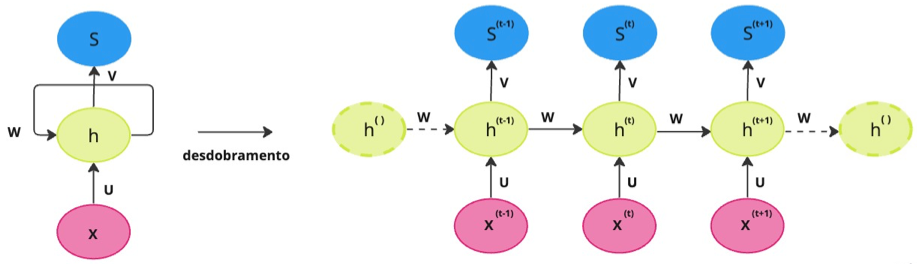 S
V
W
h
U
x
desdobramento
S(t-1) S(t) S(t+1)
V V V
h() W h(t-1) W h(t) W h(t+1) W h()
U U U
x(t-1) x(t) x(t+1)